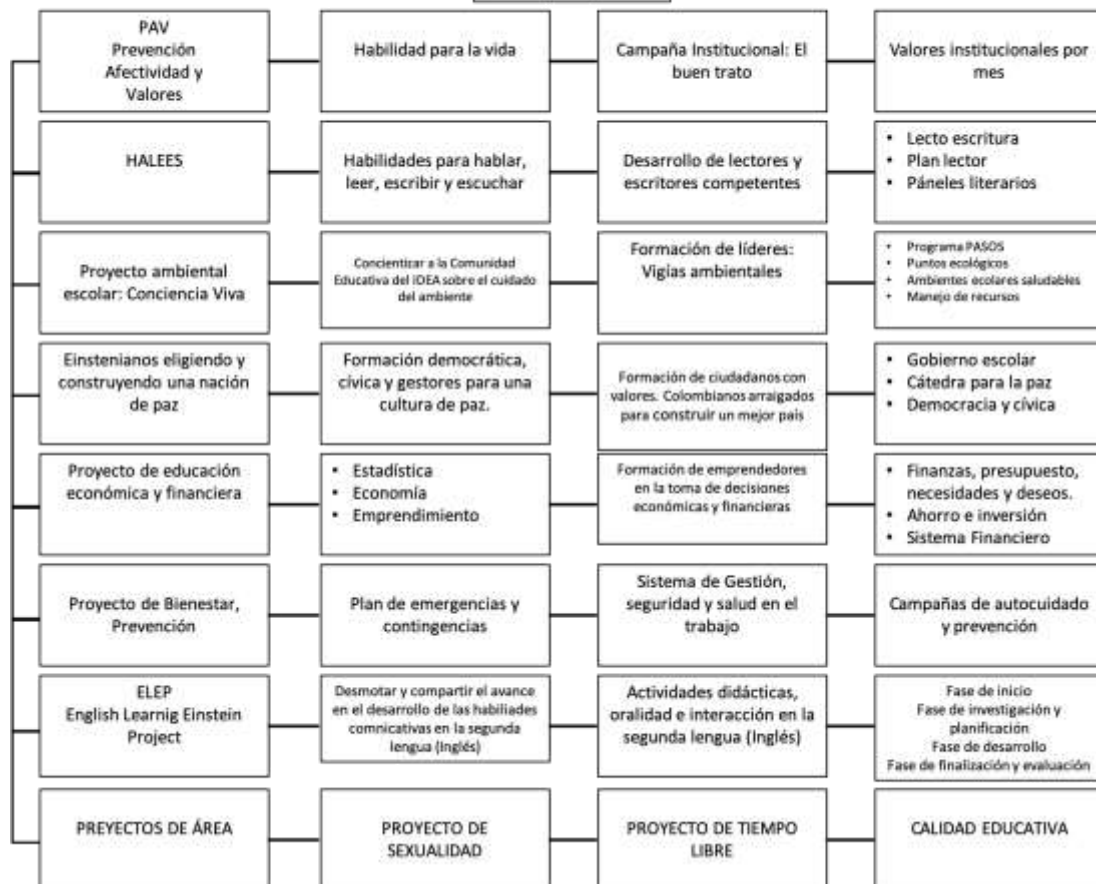 PAV
Prevención
Afectividad y
Valores
Habilidad para la vida
Campaña Institucional: El
buen trato
Valores institucionales por
mes
HALEES
Habilidades para hablar,
leer, escribir y escuchar
Desarrollo de lectores y
escritores competentes
• Lecto escritura
• Plan lector
• Páneles literarios
Proyecto ambiental
escolar: Conciencia Viva
Concientizar a la Comunidad
Educativa del IDEA sobre el cuidado
del ambiente
Formación de líderes:
Vigías ambientales
• Programa PASOS
• Puntos ecológicos
• Ambientes ecolares saludables
• Manejo de recursos
Einstenianos eligiendo y
construyendo una nación
de paz
Formación democrática,
cívica y gestores para una
cultura de paz.
Formación de ciudadanos con
valores. Colombianos arraigados
para construir un mejor país
• Gobierno escolar
• Cátedra para la paz
• Democracia y cívica
Proyecto de educación
económica y financiera
• Estadística
• Economía
• Emprendimiento
Formación de emprendedores
en la toma de decisiones
económicas y financieras
• Finanzas, presupuesto,
necesidades y deseos.
• Ahorro e inversión
• Sistema Financiero
Proyecto de Bienestar,
Prevención
Plan de emergencias y
contingencias
Sistema de Gestión,
seguridad y salud en el
trabajo
Campañas de autocuidado
y prevención
ELEP
English Learnig Einstein
Project
Desmotar y compartir el avance
en el desarrollo de las habiliades
comnicativas en la segunda
lengua (Inglés)
Actividades didácticas,
oralidad e interacción en la
segunda lengua (Inglés)
Fase de inicio
Fase de investigación y
planificación
Fase de desarrollo
Fase de finalización y evaluación
PREYECTOS DE ÁREA
PROYECTO DE
SEXUALIDAD
PROYECTO DE TIEMPO
LIBRE
CALIDAD EDUCATIVA